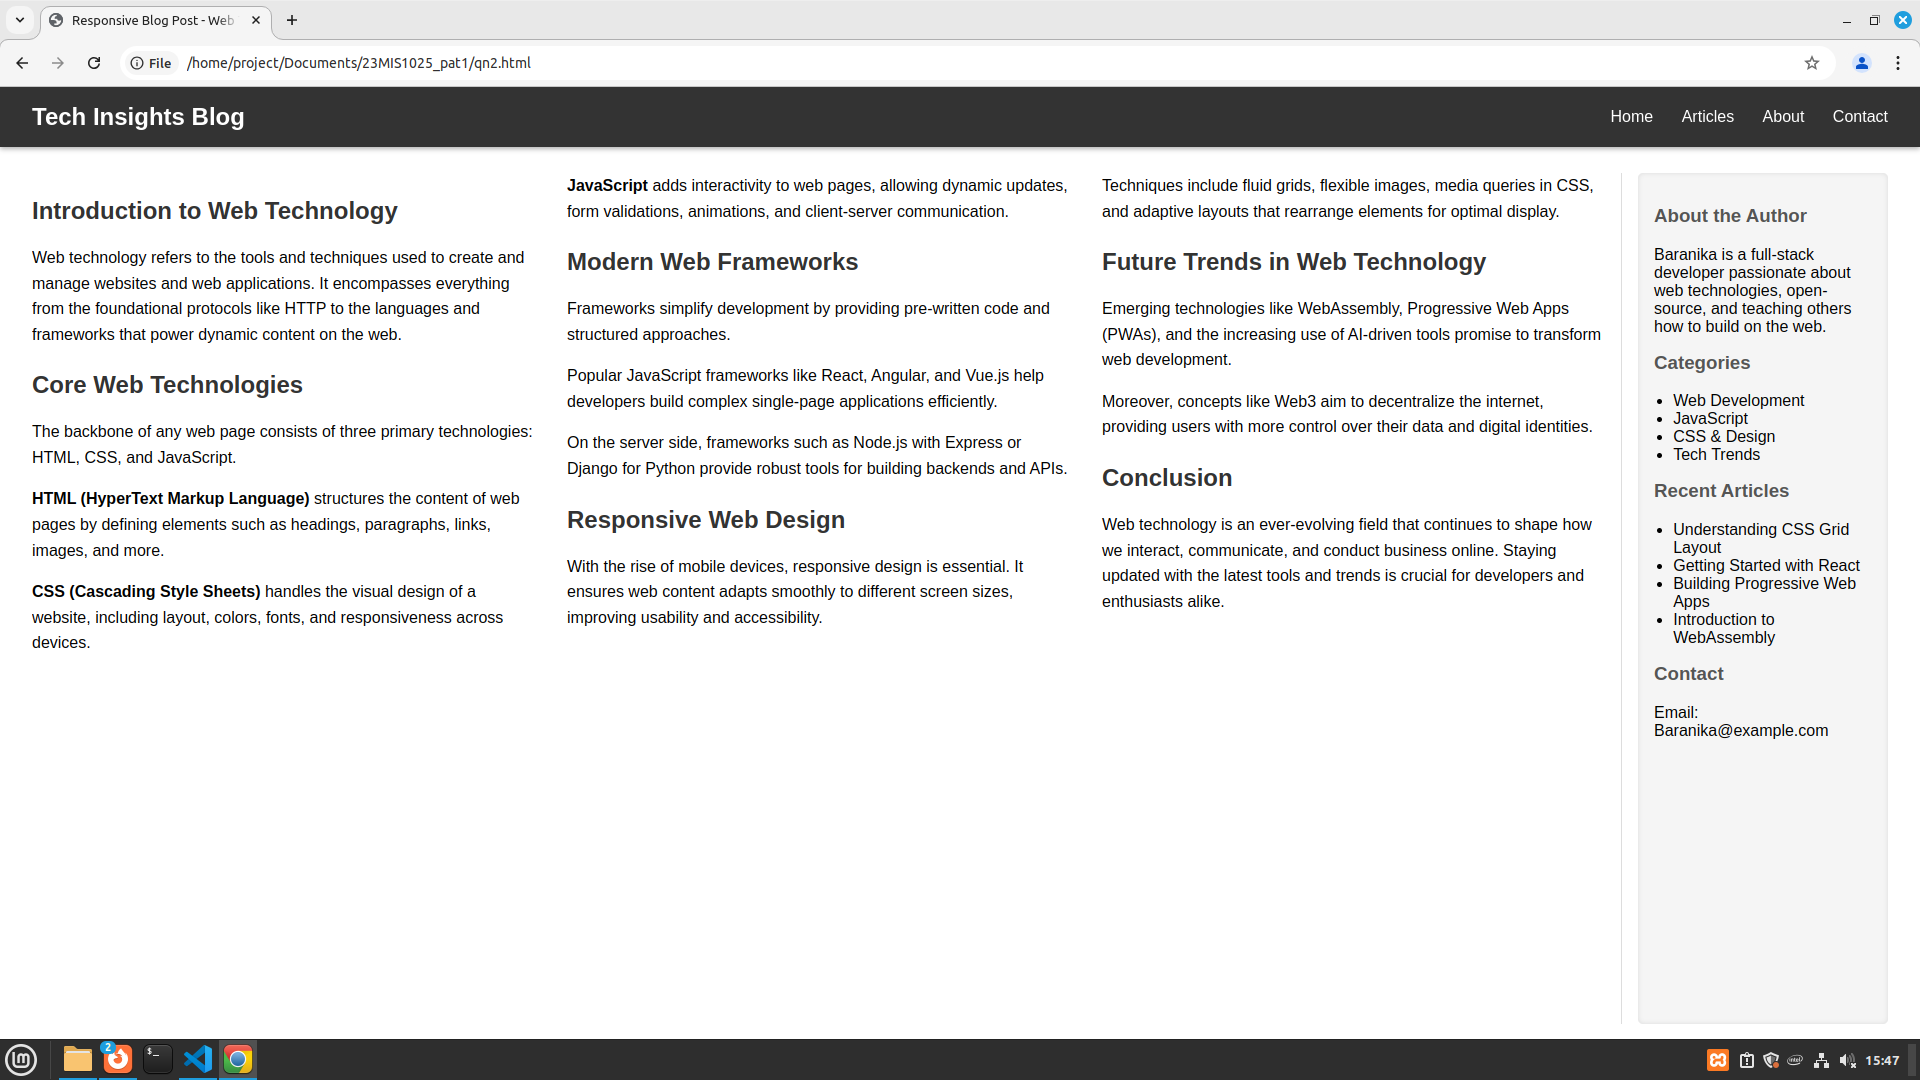 Responsive Blog Post - Web
File
/home/project/Documents/23MIS1025_pat1/qn2.html
Tech Insights Blog
Home
Articles
About
Contact
Introduction to Web Technology
Web technology refers to the tools and techniques used to create and
manage websites and web applications. It encompasses everything
from the foundational protocols like HTTP to the languages and
frameworks that power dynamic content on the web.
Core Web Technologies
The backbone of any web page consists of three primary technologies:
HTML, CSS, and JavaScript.
HTML (HyperText Markup Language) structures the content of web
pages by defining elements such as headings, paragraphs, links,
images, and more.
CSS (Cascading Style Sheets) handles the visual design of a
website, including layout, colors, fonts, and responsiveness across
devices.
JavaScript adds interactivity to web pages, allowing dynamic updates,
form validations, animations, and client-server communication.
Modern Web Frameworks
Frameworks simplify development by providing pre-written code and
structured approaches.
Popular JavaScript frameworks like React, Angular, and Vue.js help
developers build complex single-page applications efficiently.
On the server side, frameworks such as Node.js with Express or
Django for Python provide robust tools for building backends and APIs.
Responsive Web Design
With the rise of mobile devices, responsive design is essential. It
ensures web content adapts smoothly to different screen sizes,
improving usability and accessibility.
Techniques include fluid grids, flexible images, media queries in CSS,
and adaptive layouts that rearrange elements for optimal display.
Future Trends in Web Technology
Emerging technologies like WebAssembly, Progressive Web Apps
(PWAs), and the increasing use of AI-driven tools promise to transform
web development.
Moreover, concepts like Web3 aim to decentralize the internet,
providing users with more control over their data and digital identities.
Conclusion
Web technology is an ever-evolving field that continues to shape how
we interact, communicate, and conduct business online. Staying
updated with the latest tools and trends is crucial for developers and
enthusiasts alike.
About the Author
Baranika is a full-stack
developer passionate about
web technologies, open-
source, and teaching others
how to build on the web.
Categories
• Web Development
• JavaScript
• CSS & Design
• Tech Trends
Recent Articles
• Understanding CSS Grid
Layout
• Getting Started with React
• Building Progressive Web
Apps
• Introduction to
WebAssembly
Contact
Email:
Baranika@example.com
2
15:47